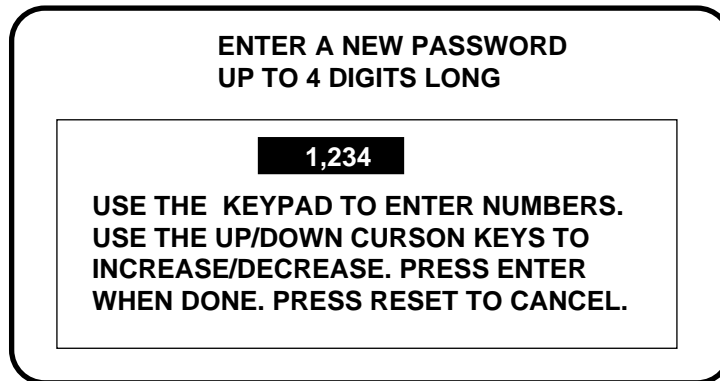 ENTER A NEW PASSWORD
UP TO 4 DIGITS LONG
1,234
USE THE KEYPAD TO ENTER NUMBERS.
USE THE UP/DOWN CURSON KEYS TO
INCREASE/DECREASE. PRESS ENTER
WHEN DONE. PRESS RESET TO CANCEL.